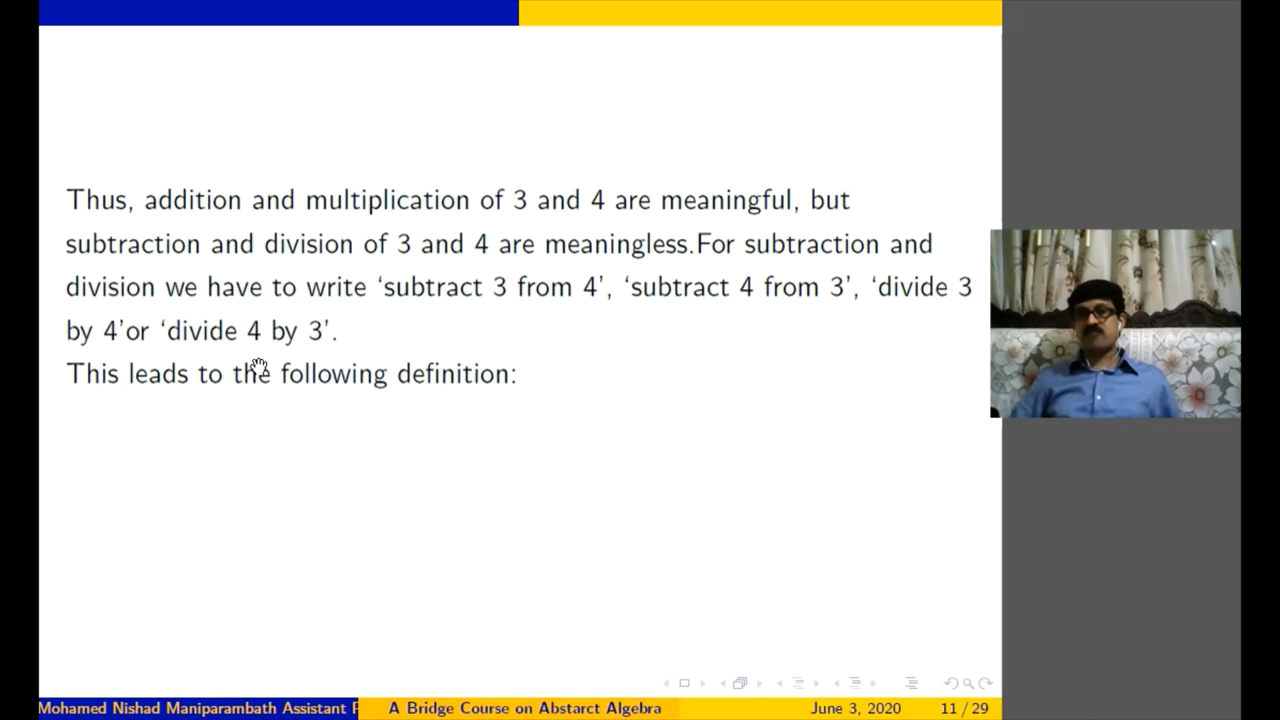 Thus, addition and multiplication of 3 and 4 are meaningful, but
subtraction and division of 3 and 4 are meaningless.For subtraction and
division we have to write ‘subtract 3 from 4’, ‘subtract 4 from 3’, ‘divide 3
by 4’or ‘divide 4 by 3’.
This leads to the following definition:
Mohamed Nishad Maniparambath Assistant P
A Bridge Course on Abstarct Algebra
June 3, 2020
11 / 29